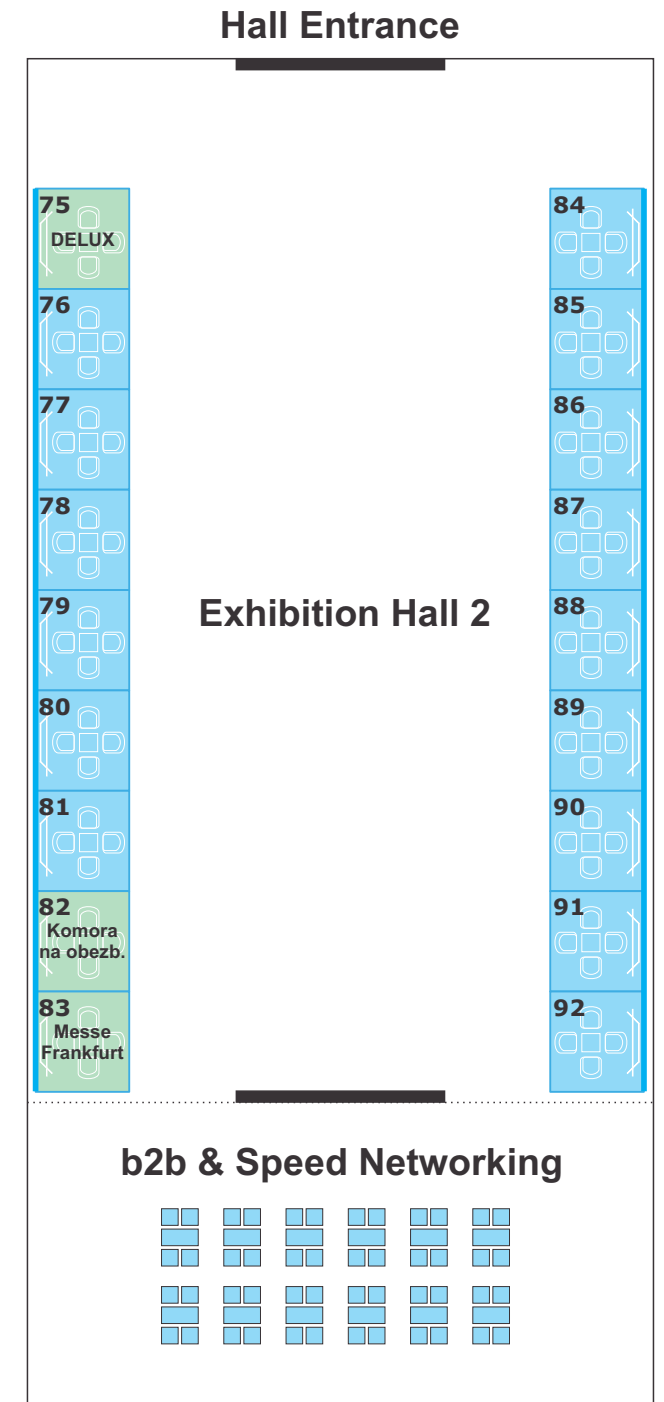 Hall Entrance
75
DELUX
76
77
78
79
80
81
82
Komora
na obezb.
83
Messe
Frankfurt
Exhibition Hall 2
84
85
86
87
88
89
90
91
92
b2b & Speed Networking